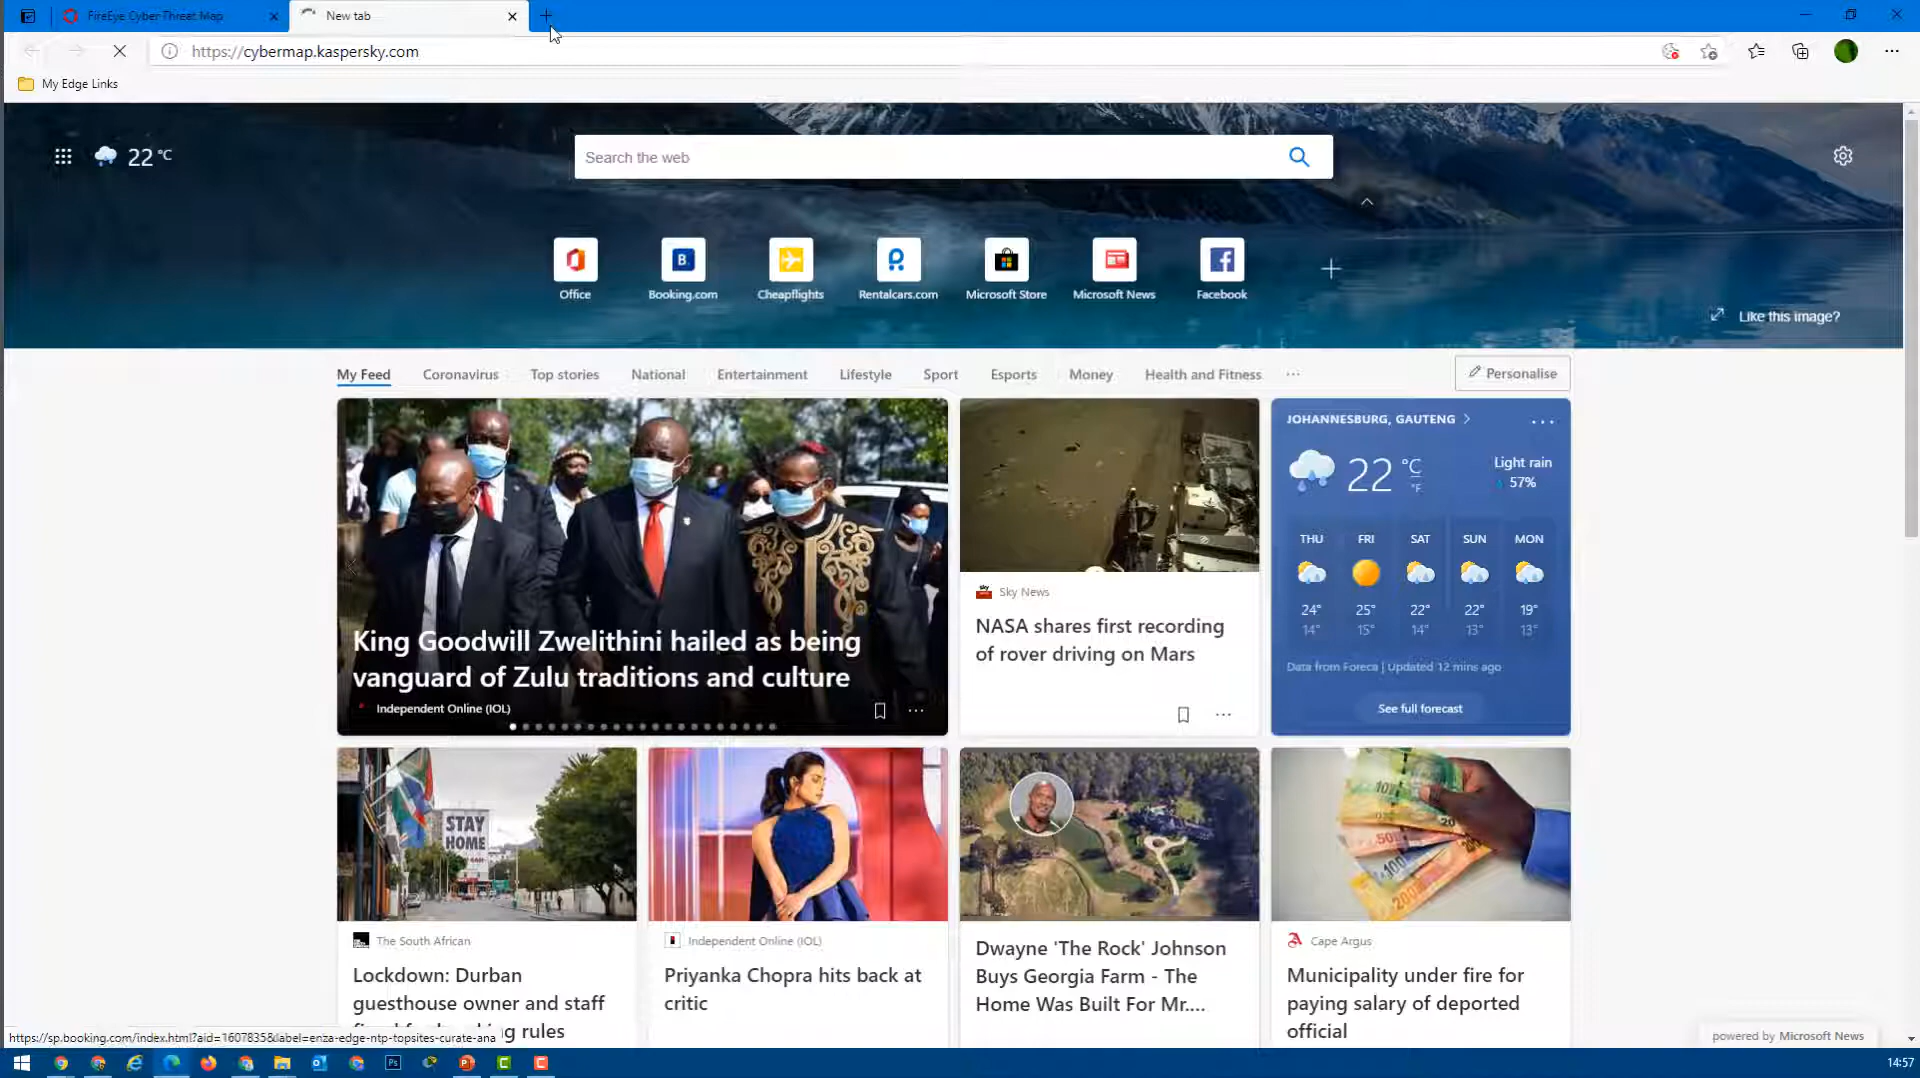 FireEye Cyber Threat Map
New tab
https://cybermap.kaspersky.com
My Edge Links
22 °C
Search the web
Office
B.
Booking.com
Cheapflights
Rentalcars.com
Microsoft Store
Microsoft News
Facebook
Like this image?
My Feed
Coronavirus
Top stories
National
Entertainment
Lifestyle
Sport
Esports
Money
Health and Fitness
Personalise
King Goodwill Zwelithini hailed as being
vanguard of Zulu traditions and culture
Independent Online (IOL)
Sky News
NASA shares first recording
of rover driving on Mars
JOHANNESBURG, GAUTENG
22 °C
°F
Light rain
57%
THU FRI SAT SUN MON
24° 25° 22° 22° 19°
14° 15° 14° 13° 13°
Data from Foreca | Updated 12 mins ago
See full forecast
STAY
HOME
The South African
Lockdown: Durban
guesthouse owner and staff
Independent Online (IOL)
Priyanka Chopra hits back at
critic
Dwayne 'The Rock' Johnson
Buys Georgia Farm - The
Home Was Built For Mr....
Cape Argus
Municipality under fire for
paying salary of deported
official
rules
https://sp.booking.com/index.html?aid=1607835&label=enza-edge-ntp-topsites-curate-ana
powered by Microsoft News
Ps
14:57